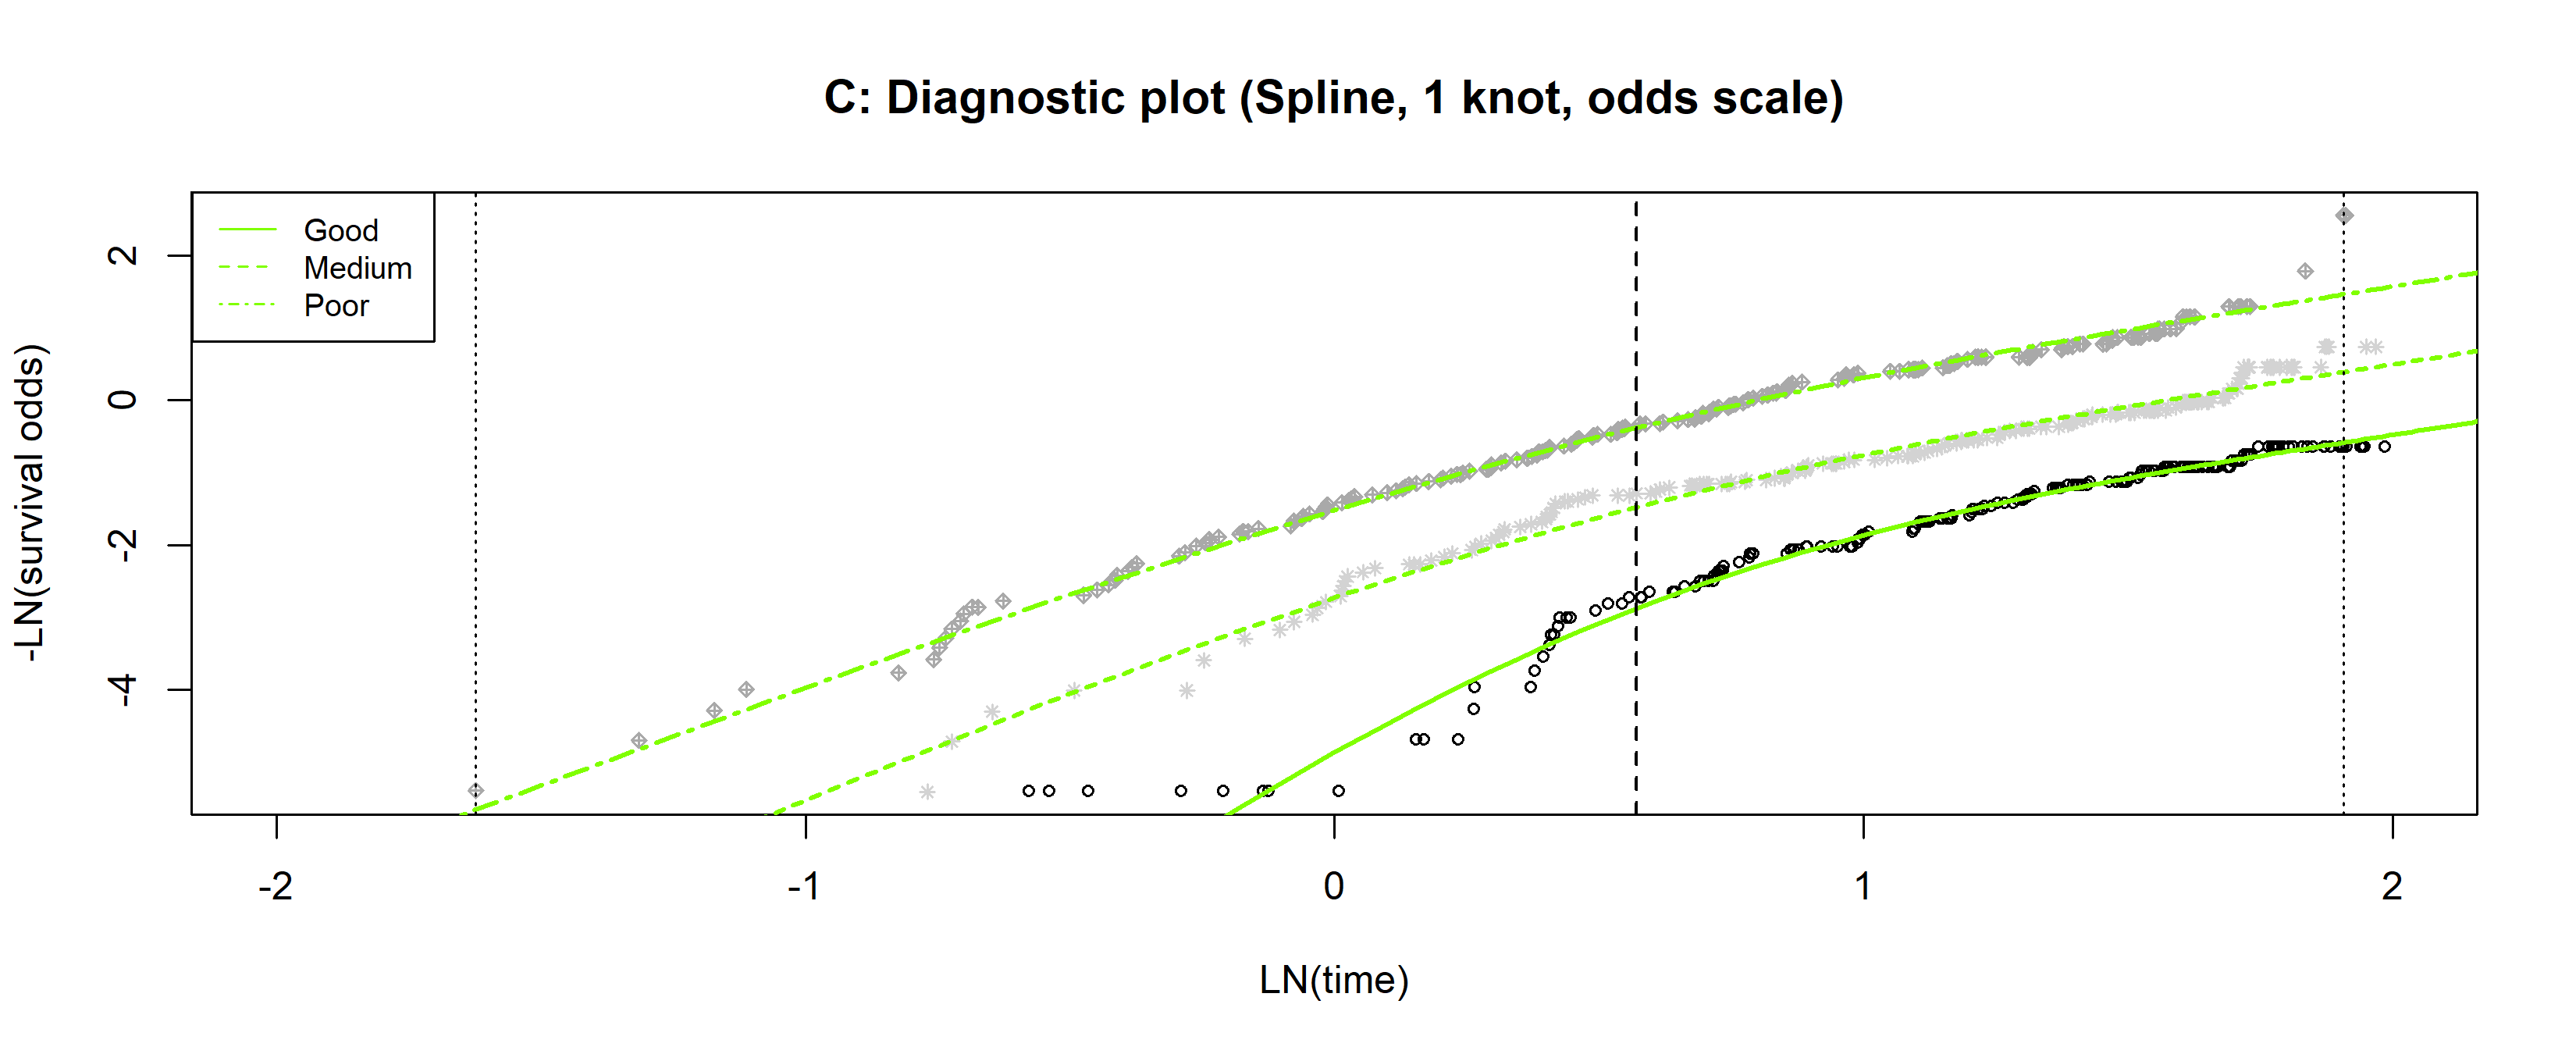 C: Diagnostic plot (Spline, 1 knot, odds scale)
Good
Medium
Poor
2
0
-2
-4
-LN(survival odds)
-2
-1
0
1
2
LN(time)